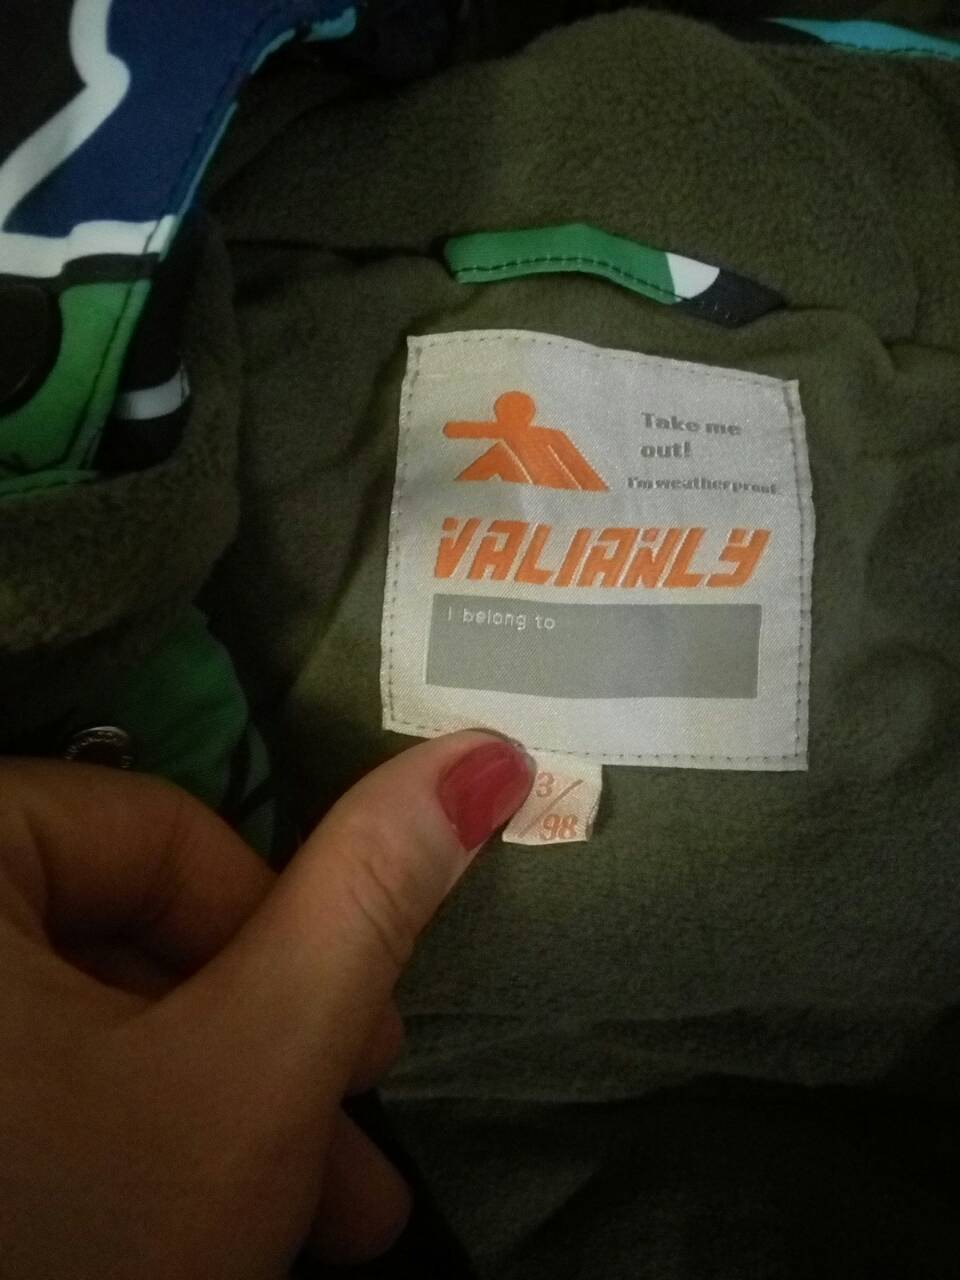 Take me
out!
I'm weatherproof
VALIANLY
I belong to
3/
98